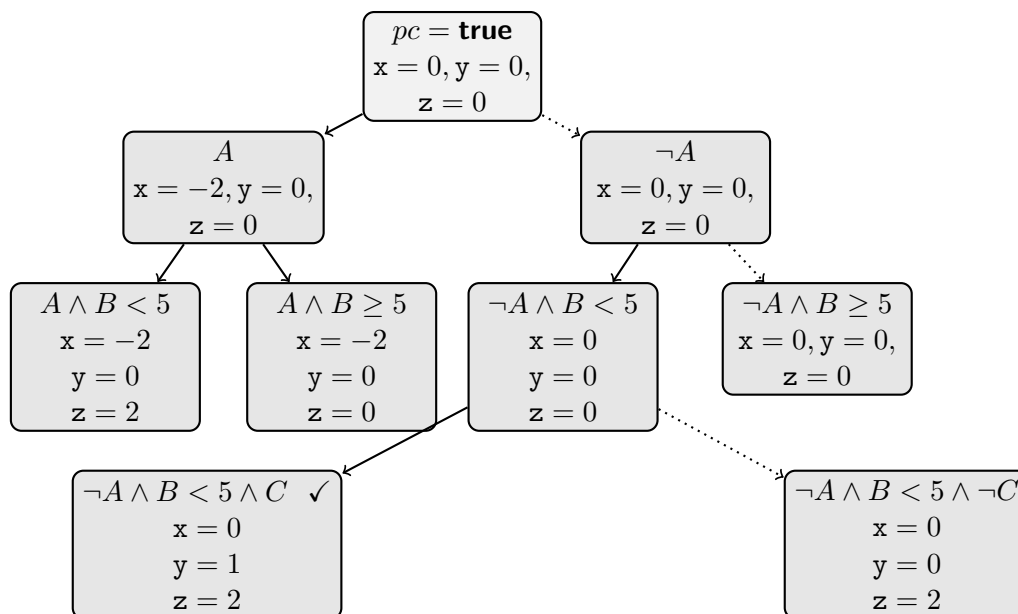 pc = true
x = 0, y = 0,
z = 0
A
x = −2, y = 0,
z = 0
¬A
x = 0, y = 0,
z = 0
A ∧ B < 5
x = −2
y = 0
z = 2
A ∧ B ≥ 5
x = −2
y = 0
z = 0
¬A ∧ B < 5
x = 0
y = 0
z = 0
¬A ∧ B ≥ 5
x = 0, y = 0,
z = 0
¬A ∧ B < 5 ∧ C ✓
x = 0
y = 1
z = 2
¬A ∧ B < 5 ∧ ¬C
x = 0
y = 0
z = 2